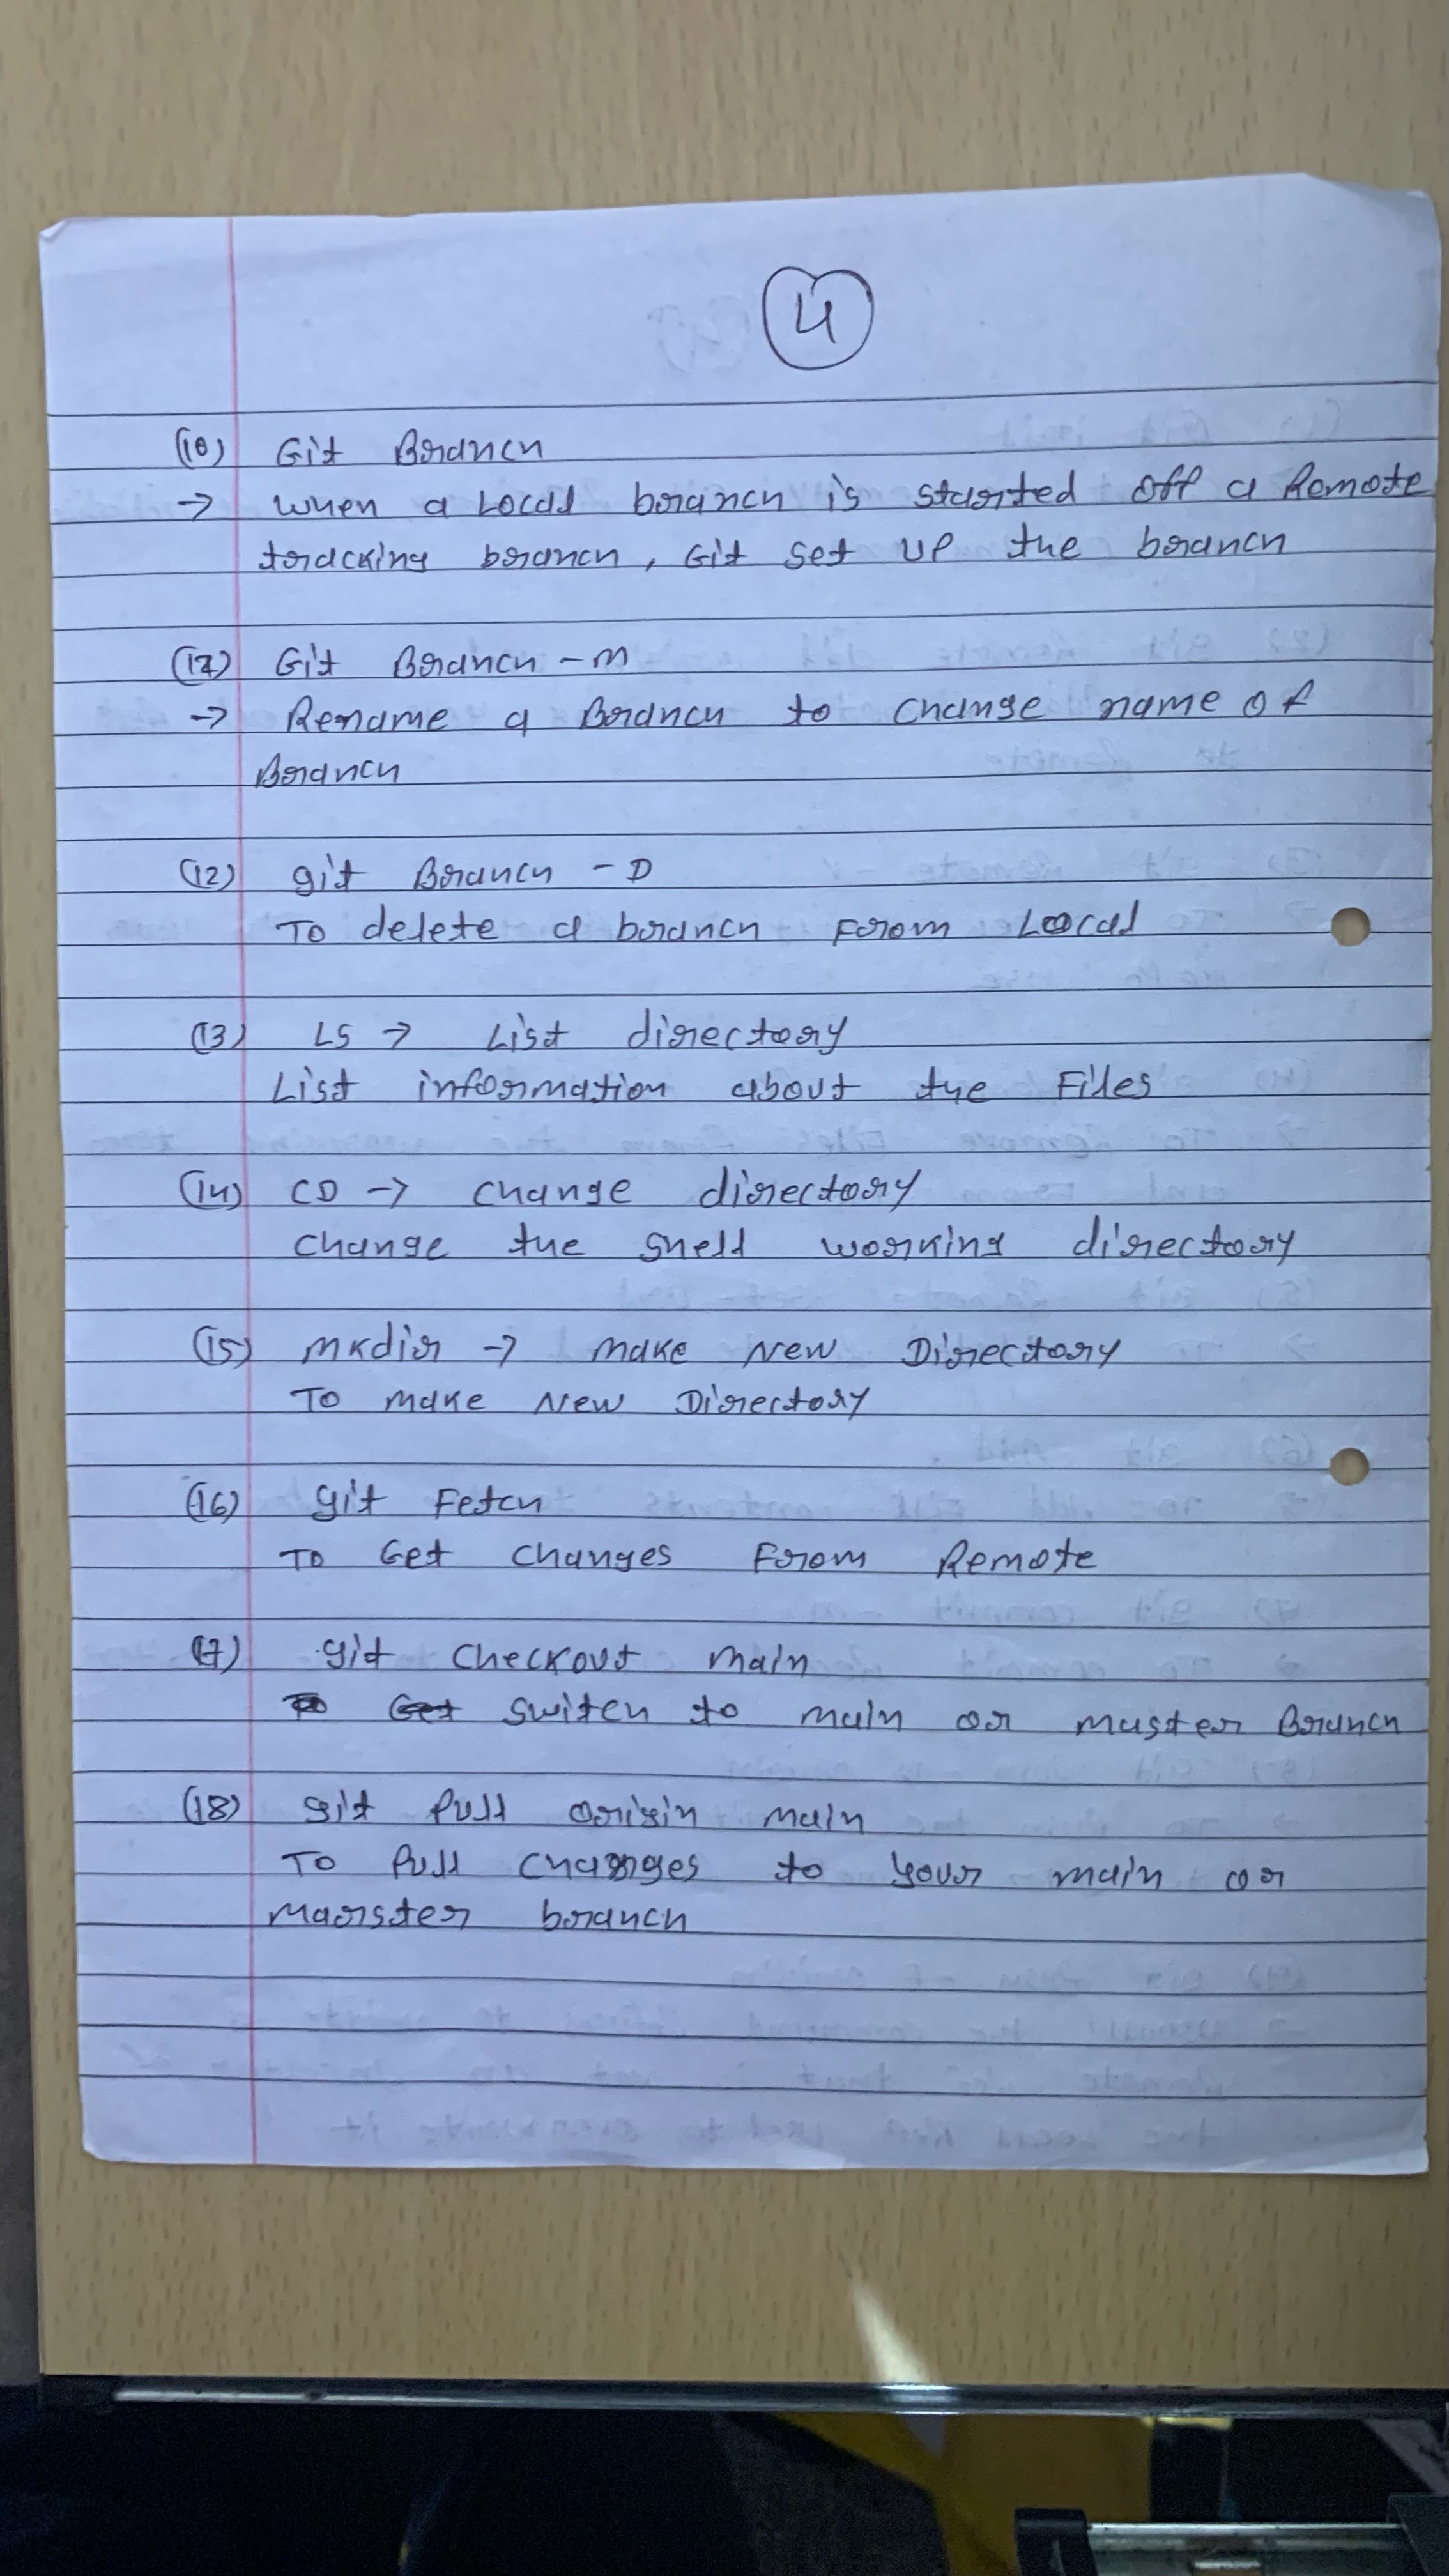 4
(10) Git Branch
→ when a Local branch is started off a Remote
tracking branch, Git set up the branch
(12) Git Branch -m
→ Rename a Branch to change name of
Branch
(12) git Branch -D
To delete a branch From Local
(13) LS → List directory
List information about the Files
(14) CD → change directory
change the shell working directory
(15) mkdir → make New Directory
To make New Directory
(16) git Fetch
To Get changes From Remote
(17) git checkout main
switch to main or master Branch
(18) git Pull origin main
To Pull changes to your main or
marster branch